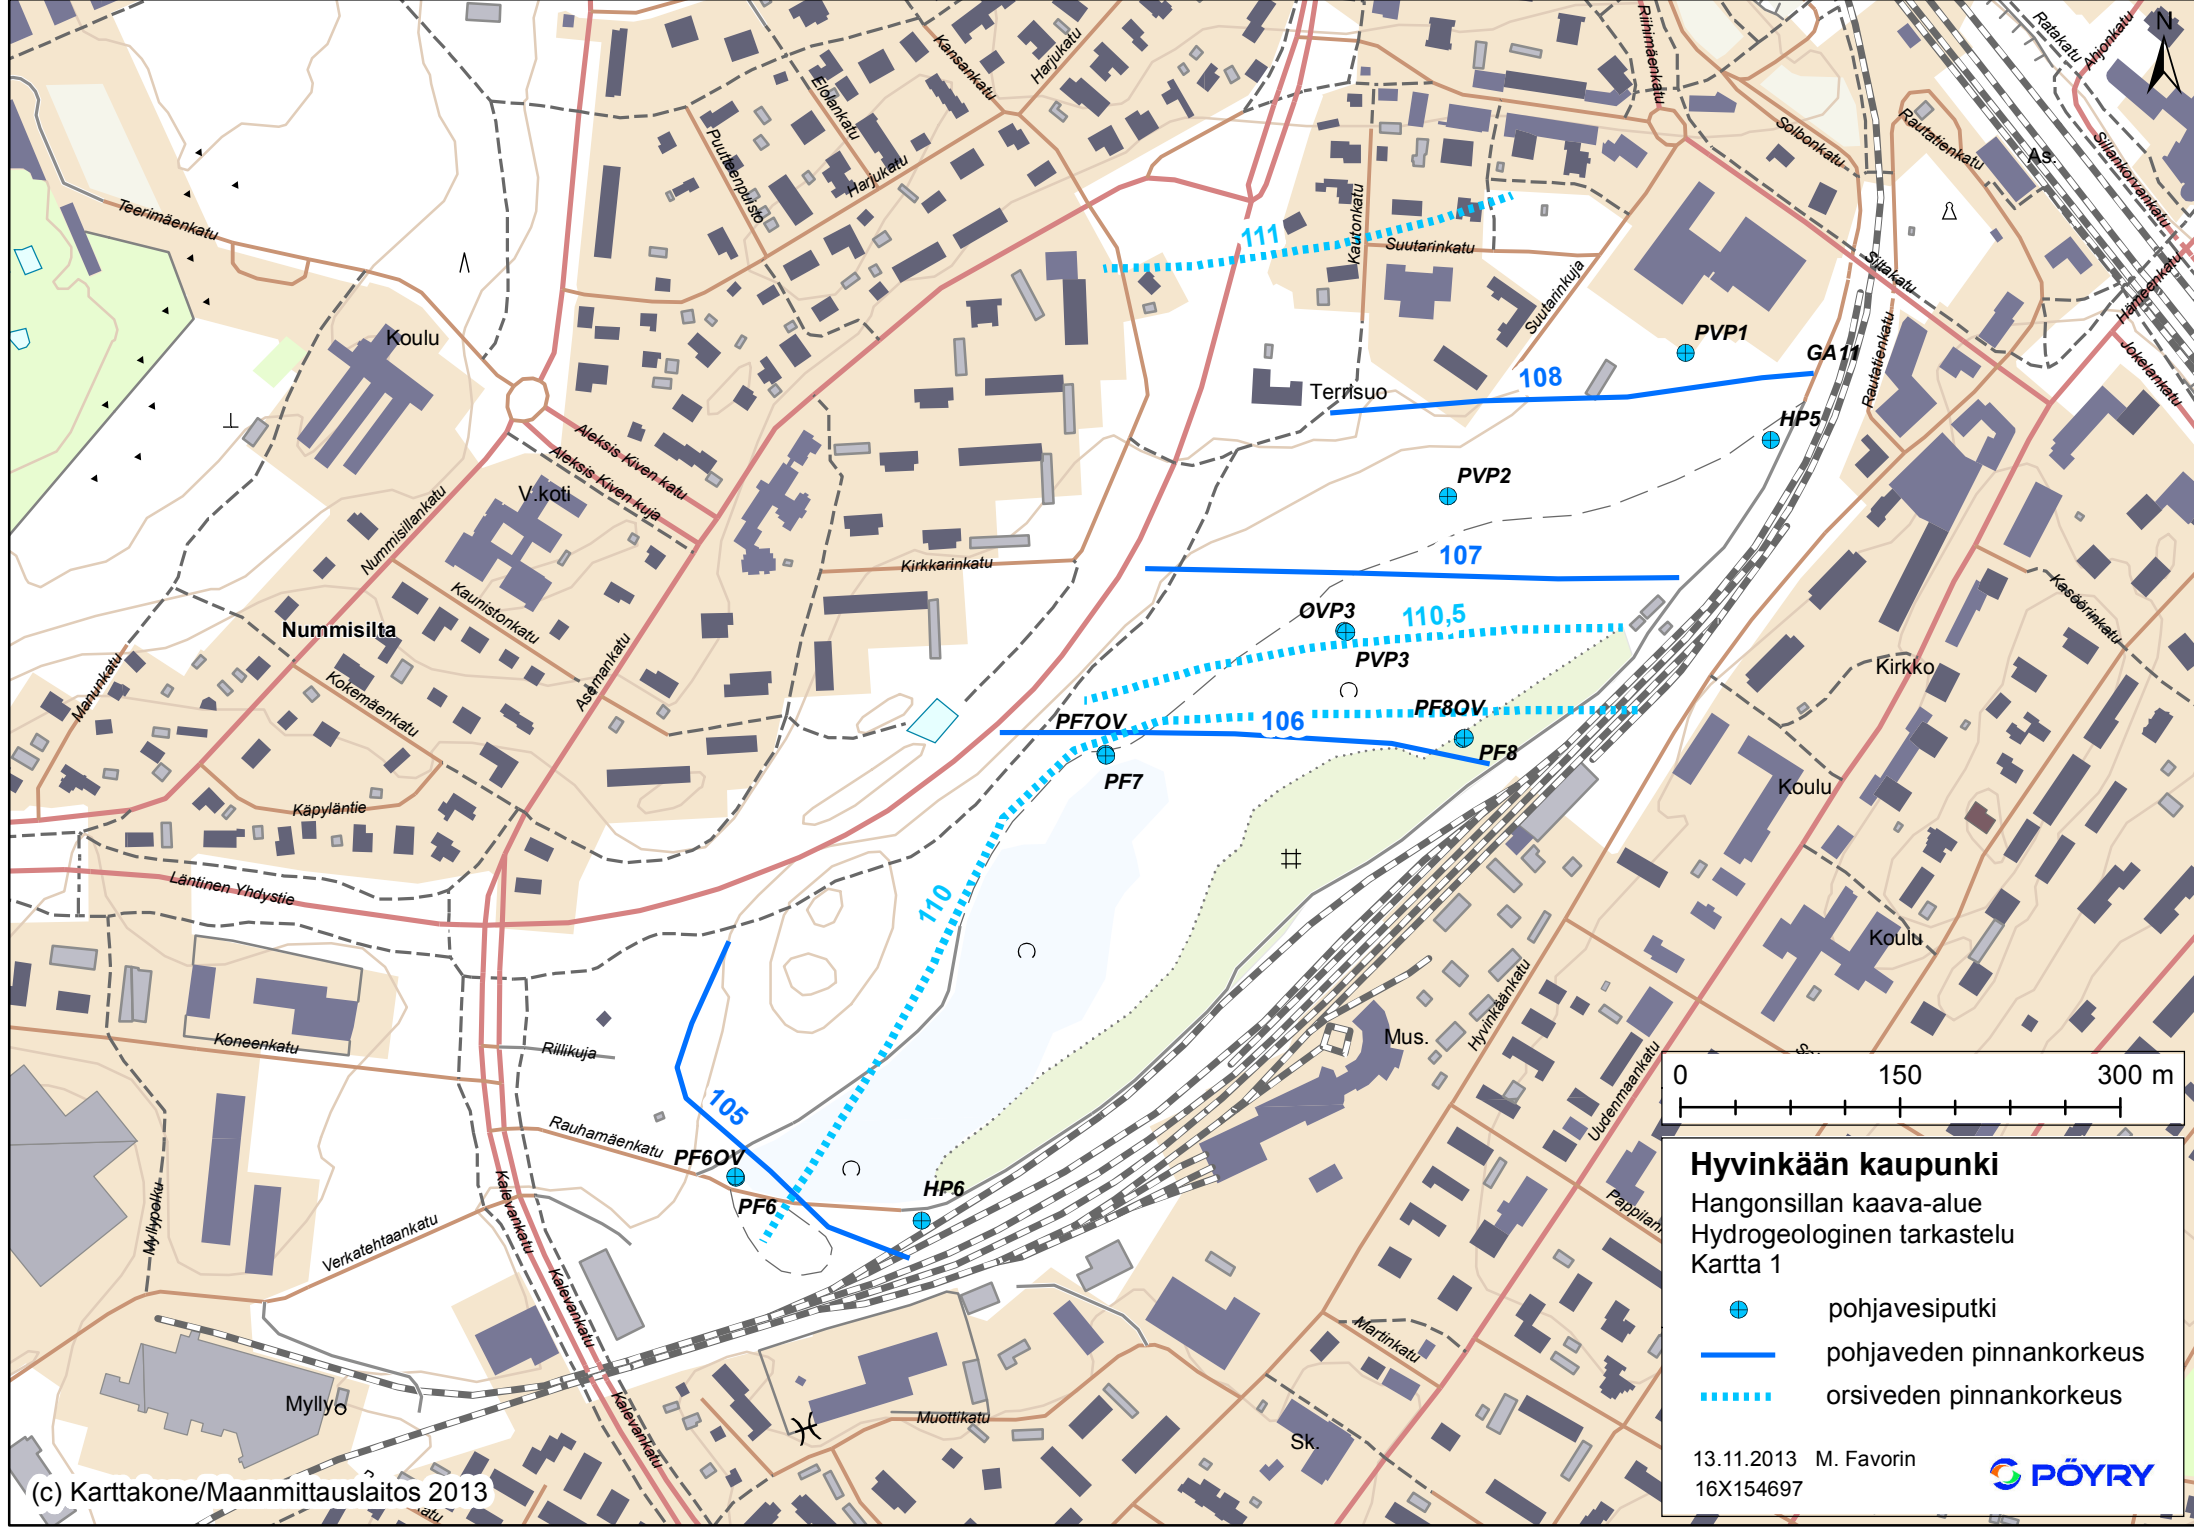 Riihimäenkatu
Ratakatu
Ahjonkatu
N
Kansankatu
Harjukatu
Elolankatu
Solbonkatu
Rautatienkatu
As.
Sillankorvankatu
Puutteenpuisto
Harjukatu
Teerimäenkatu
111
Kautonkatu
Suutarinkatu
Suutarinkuja
Siltakatu
Hämeenkatu
Koulu
PVP1
GA11
Rautatienkatu
Jokelankatu
108
Terrisuo
HP5
Aleksis Kiven katu
Aleksis Kiven kuja
V.koti
PVP2
Nummisillankatu
Kirkkarinkatu
107
Kaunistonkatu
Kasöörinkatu
OVP3
110,5
Nummisilta
PVP3
Kirkko
Manunkatu
Kokemäenkatu
Asemankatu
PF7OV
106
PF8OV
PF8
PF7
Koulu
Käpyläntie
Läntinen Yhdystie
110
Koulu
Koneenkatu
Rillikuja
Mus.
Hyvinkäänkatu
Uudenmaankatu
0 150 300 m
105
Rauhamäenkatu
PF6OV
PF6
HP6
Kalevankatu
Myllypolku
Verkatehtaankatu
Kalevankatu
Hyvinkään kaupunki
Hangonsillan kaava-alue
Hydrogeologinen tarkastelu
Kartta 1
pohjavesiputki
pohjaveden pinnankorkeus
orsiveden pinnankorkeus
Martinkatu
Mylly
Kalevankatu
Muottikatu
Sk.
13.11.2013 M. Favorin
16X154697
PÖYRY
(c) Karttakone/Maanmittauslaitos 2013